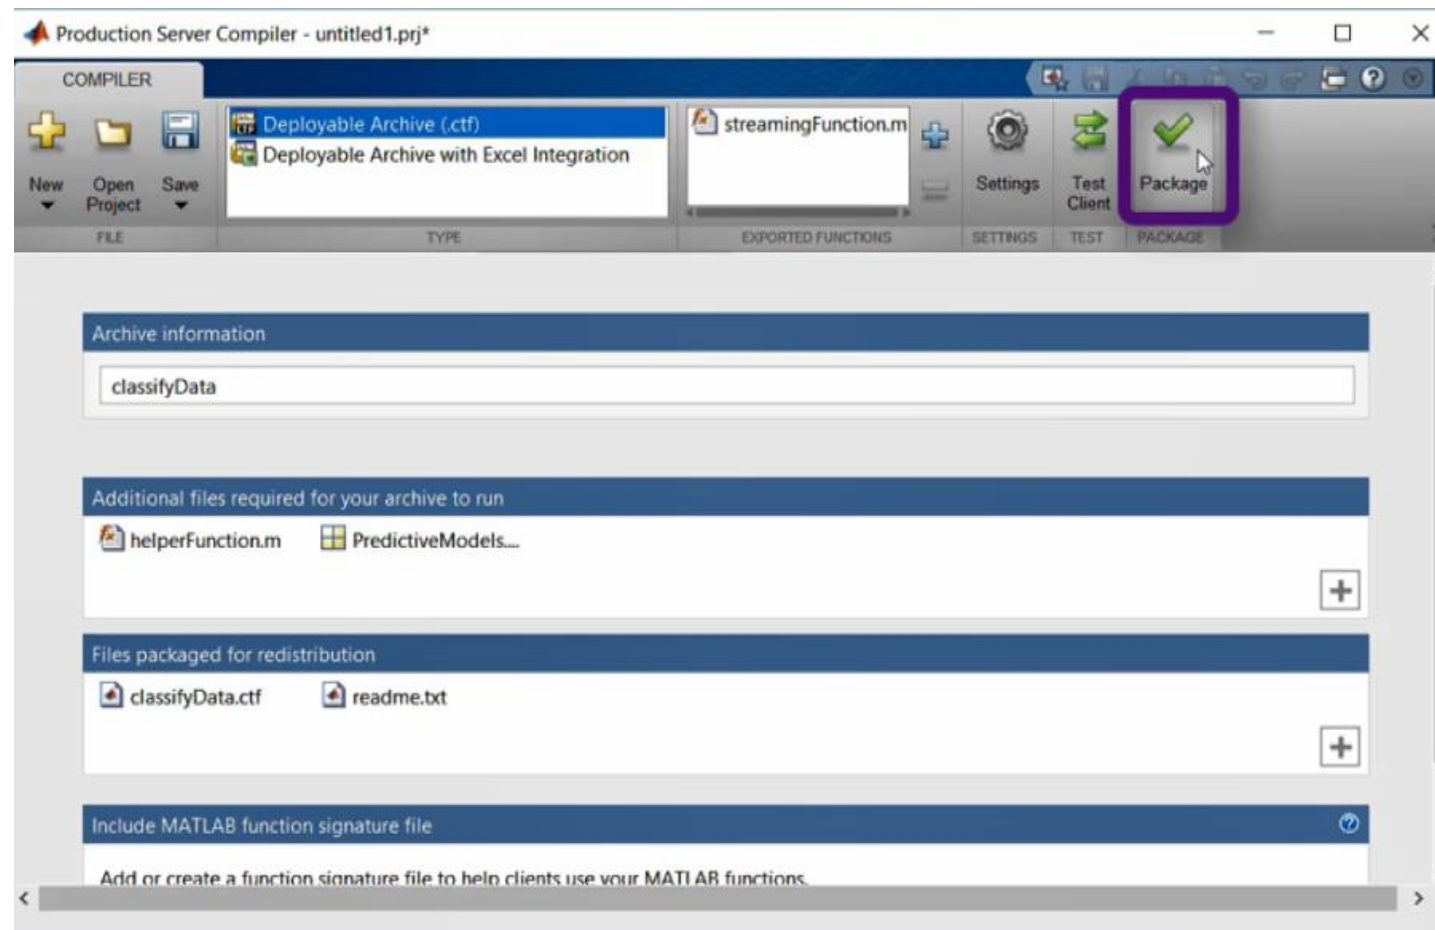 Production Server Compiler - untitled1.prj*
COMPILER
New
Open Project
Save
FILE
Deployable Archive (.ctf)
Deployable Archive with Excel Integration
TYPE
streamingFunction.m
EXPORTED FUNCTIONS
Settings
SETTINGS
Test Client
TEST
Package
PACKAGE
Archive information
classifyData
Additional files required for your archive to run
helperFunction.m PredictiveModels....
Files packaged for redistribution
classifyData.ctf readme.txt
Include MATLAB function signature file
Add or create a function signature file to help clients use your MATLAB functions.